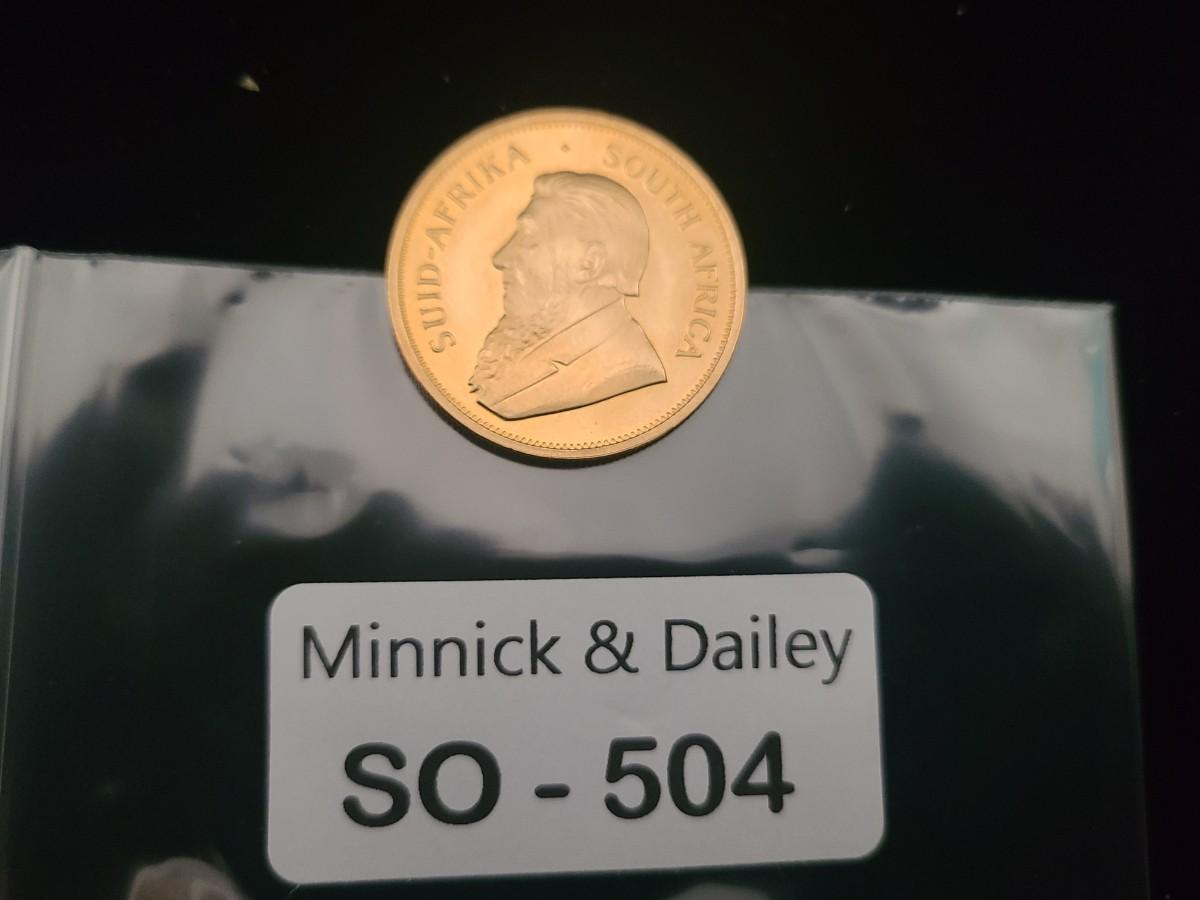 SUID-AFRIKA · SOUTH AFRICA
Minnick & Dailey
SO - 504